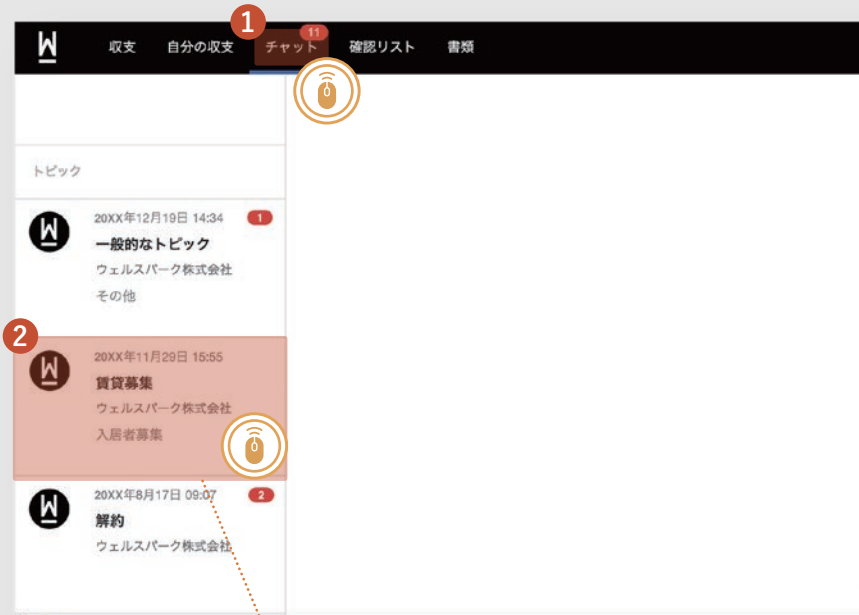 1
11
W 収支 自分の収支 チャット 確認リスト 書類
トピック
W
20XX年12月19日 14:34 1
一般的なトピック
ウェルスパーク株式会社
その他
2
W
20XX年11月29日 15:55
賃貸募集
ウェルスパーク株式会社
入居者募集
W
20XX年8月17日 09:07 2
解約
ウェルスパーク株式会社